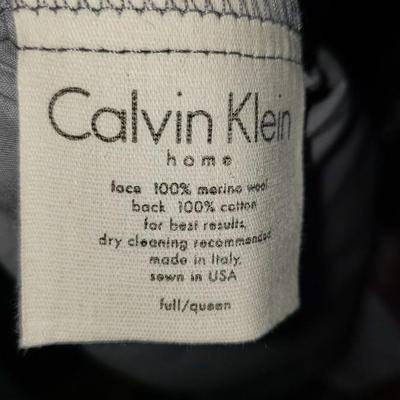 Calvin Klein
home
face 100% merino wool
back 100% cotton
for best results,
dry cleaning recommended
made in Italy,
sewn in USA
full/queen